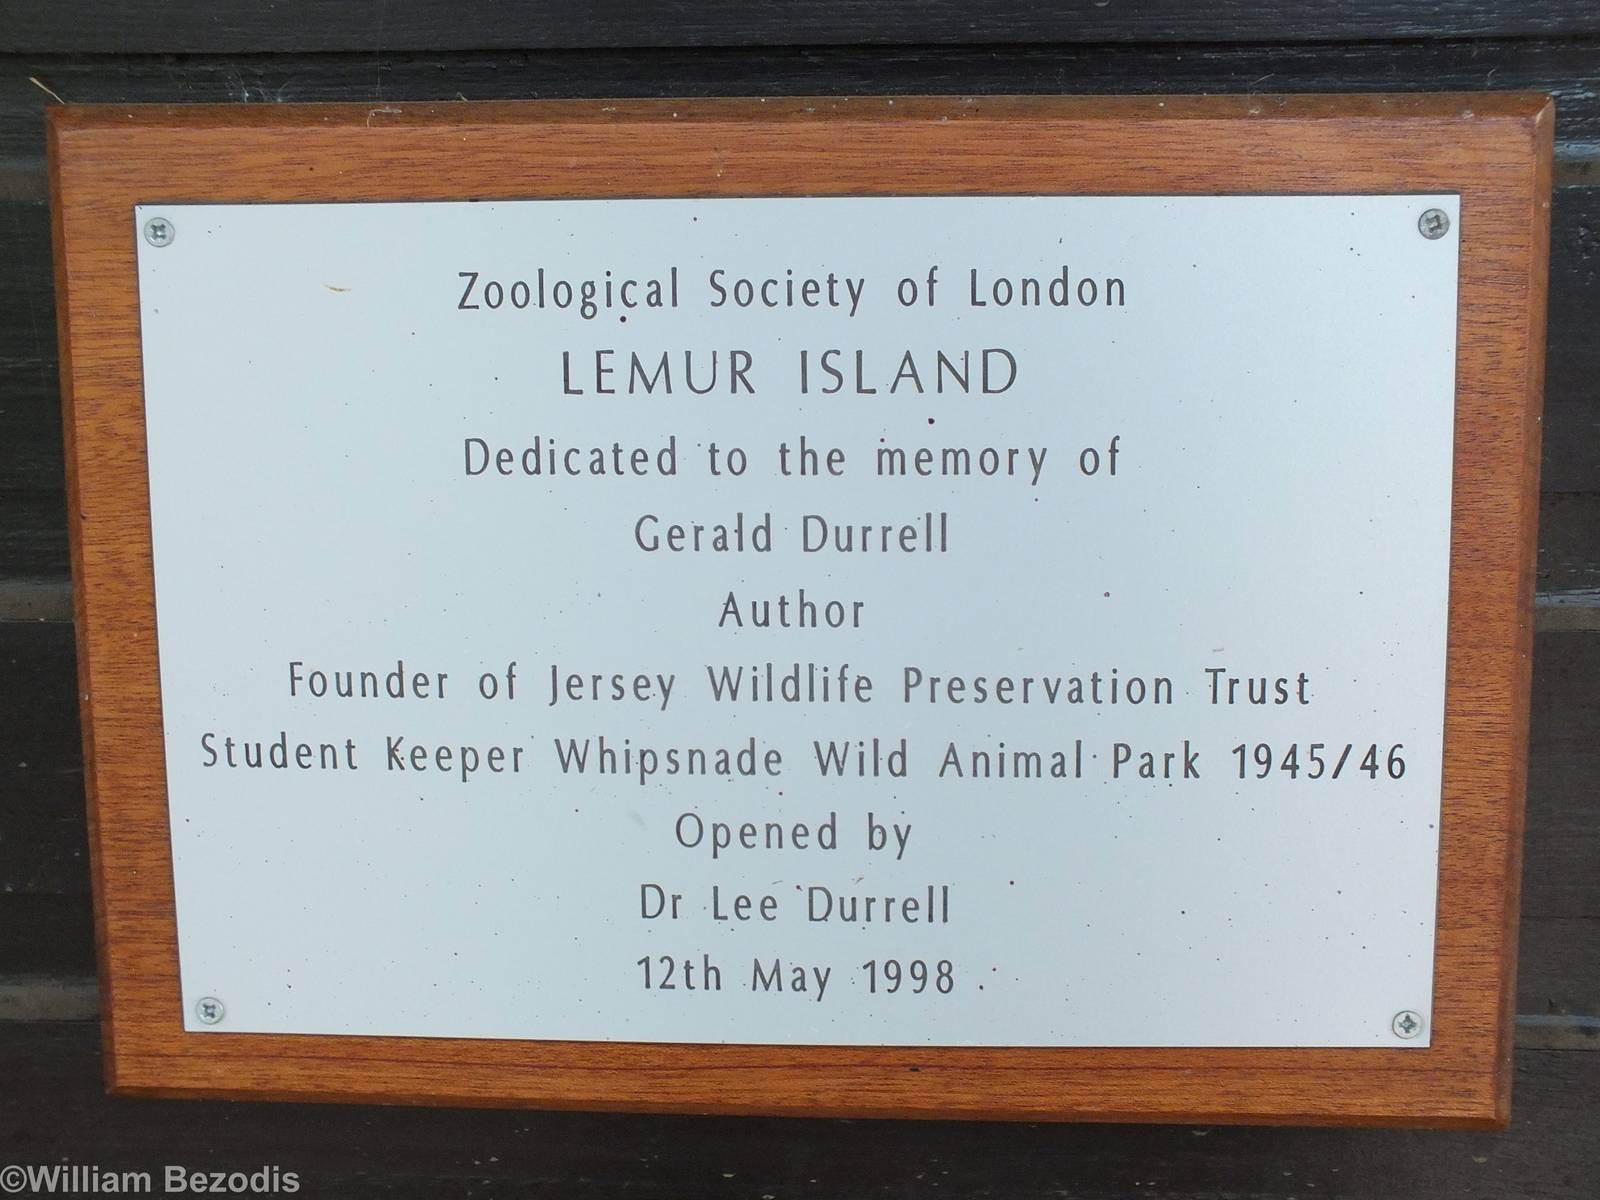 Zoological Society of London
LEMUR ISLAND
Dedicated to the memory of
Gerald Durrell
Author
Founder of Jersey Wildlife Preservation Trust
Student Keeper Whipsnade Wild Animal Park 1945/46
Opened by
Dr Lee Durrell
12th May 1998
©William Bezodis